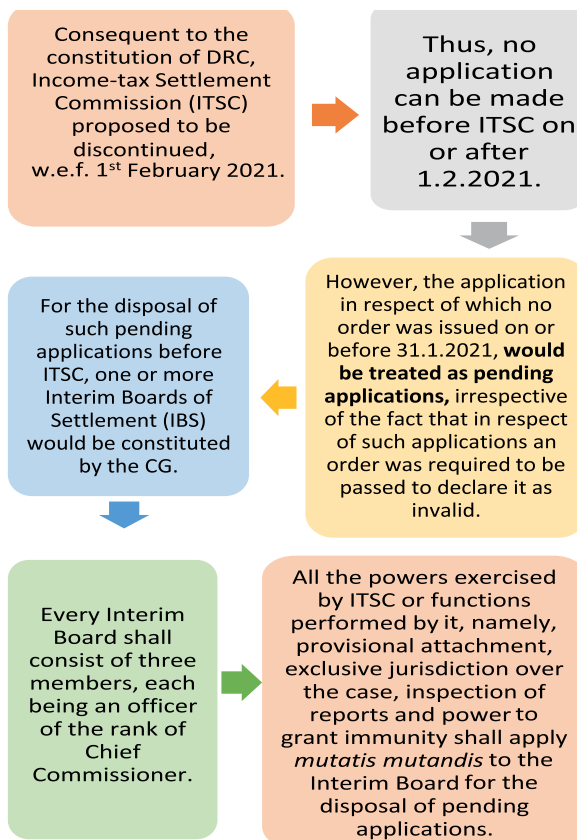 Consequent to the
constitution of DRC,
Income-tax Settlement
Commission (ITSC)
proposed to be
discontinued,
w.e.f. 1st February 2021.
Thus, no
application
can be made
before ITSC on
or after
1.2.2021.
However, the application
in respect of which no
order was issued on or
before 31.1.2021, would
be treated as pending
applications, irrespective
of the fact that in respect
of such applications an
order was required to be
passed to declare it as
invalid.
For the disposal of
such pending
applications before
ITSC, one or more
Interim Boards of
Settlement (IBS)
would be constituted
by the CG.
Every Interim
Board shall
consist of three
members, each
being an officer
of the rank of
Chief
Commissioner.
All the powers exercised
by ITSC or functions
performed by it, namely,
provisional attachment,
exclusive jurisdiction over
the case, inspection of
reports and power to
grant immunity shall apply
mutatis mutandis to the
Interim Board for the
disposal of pending
applications.